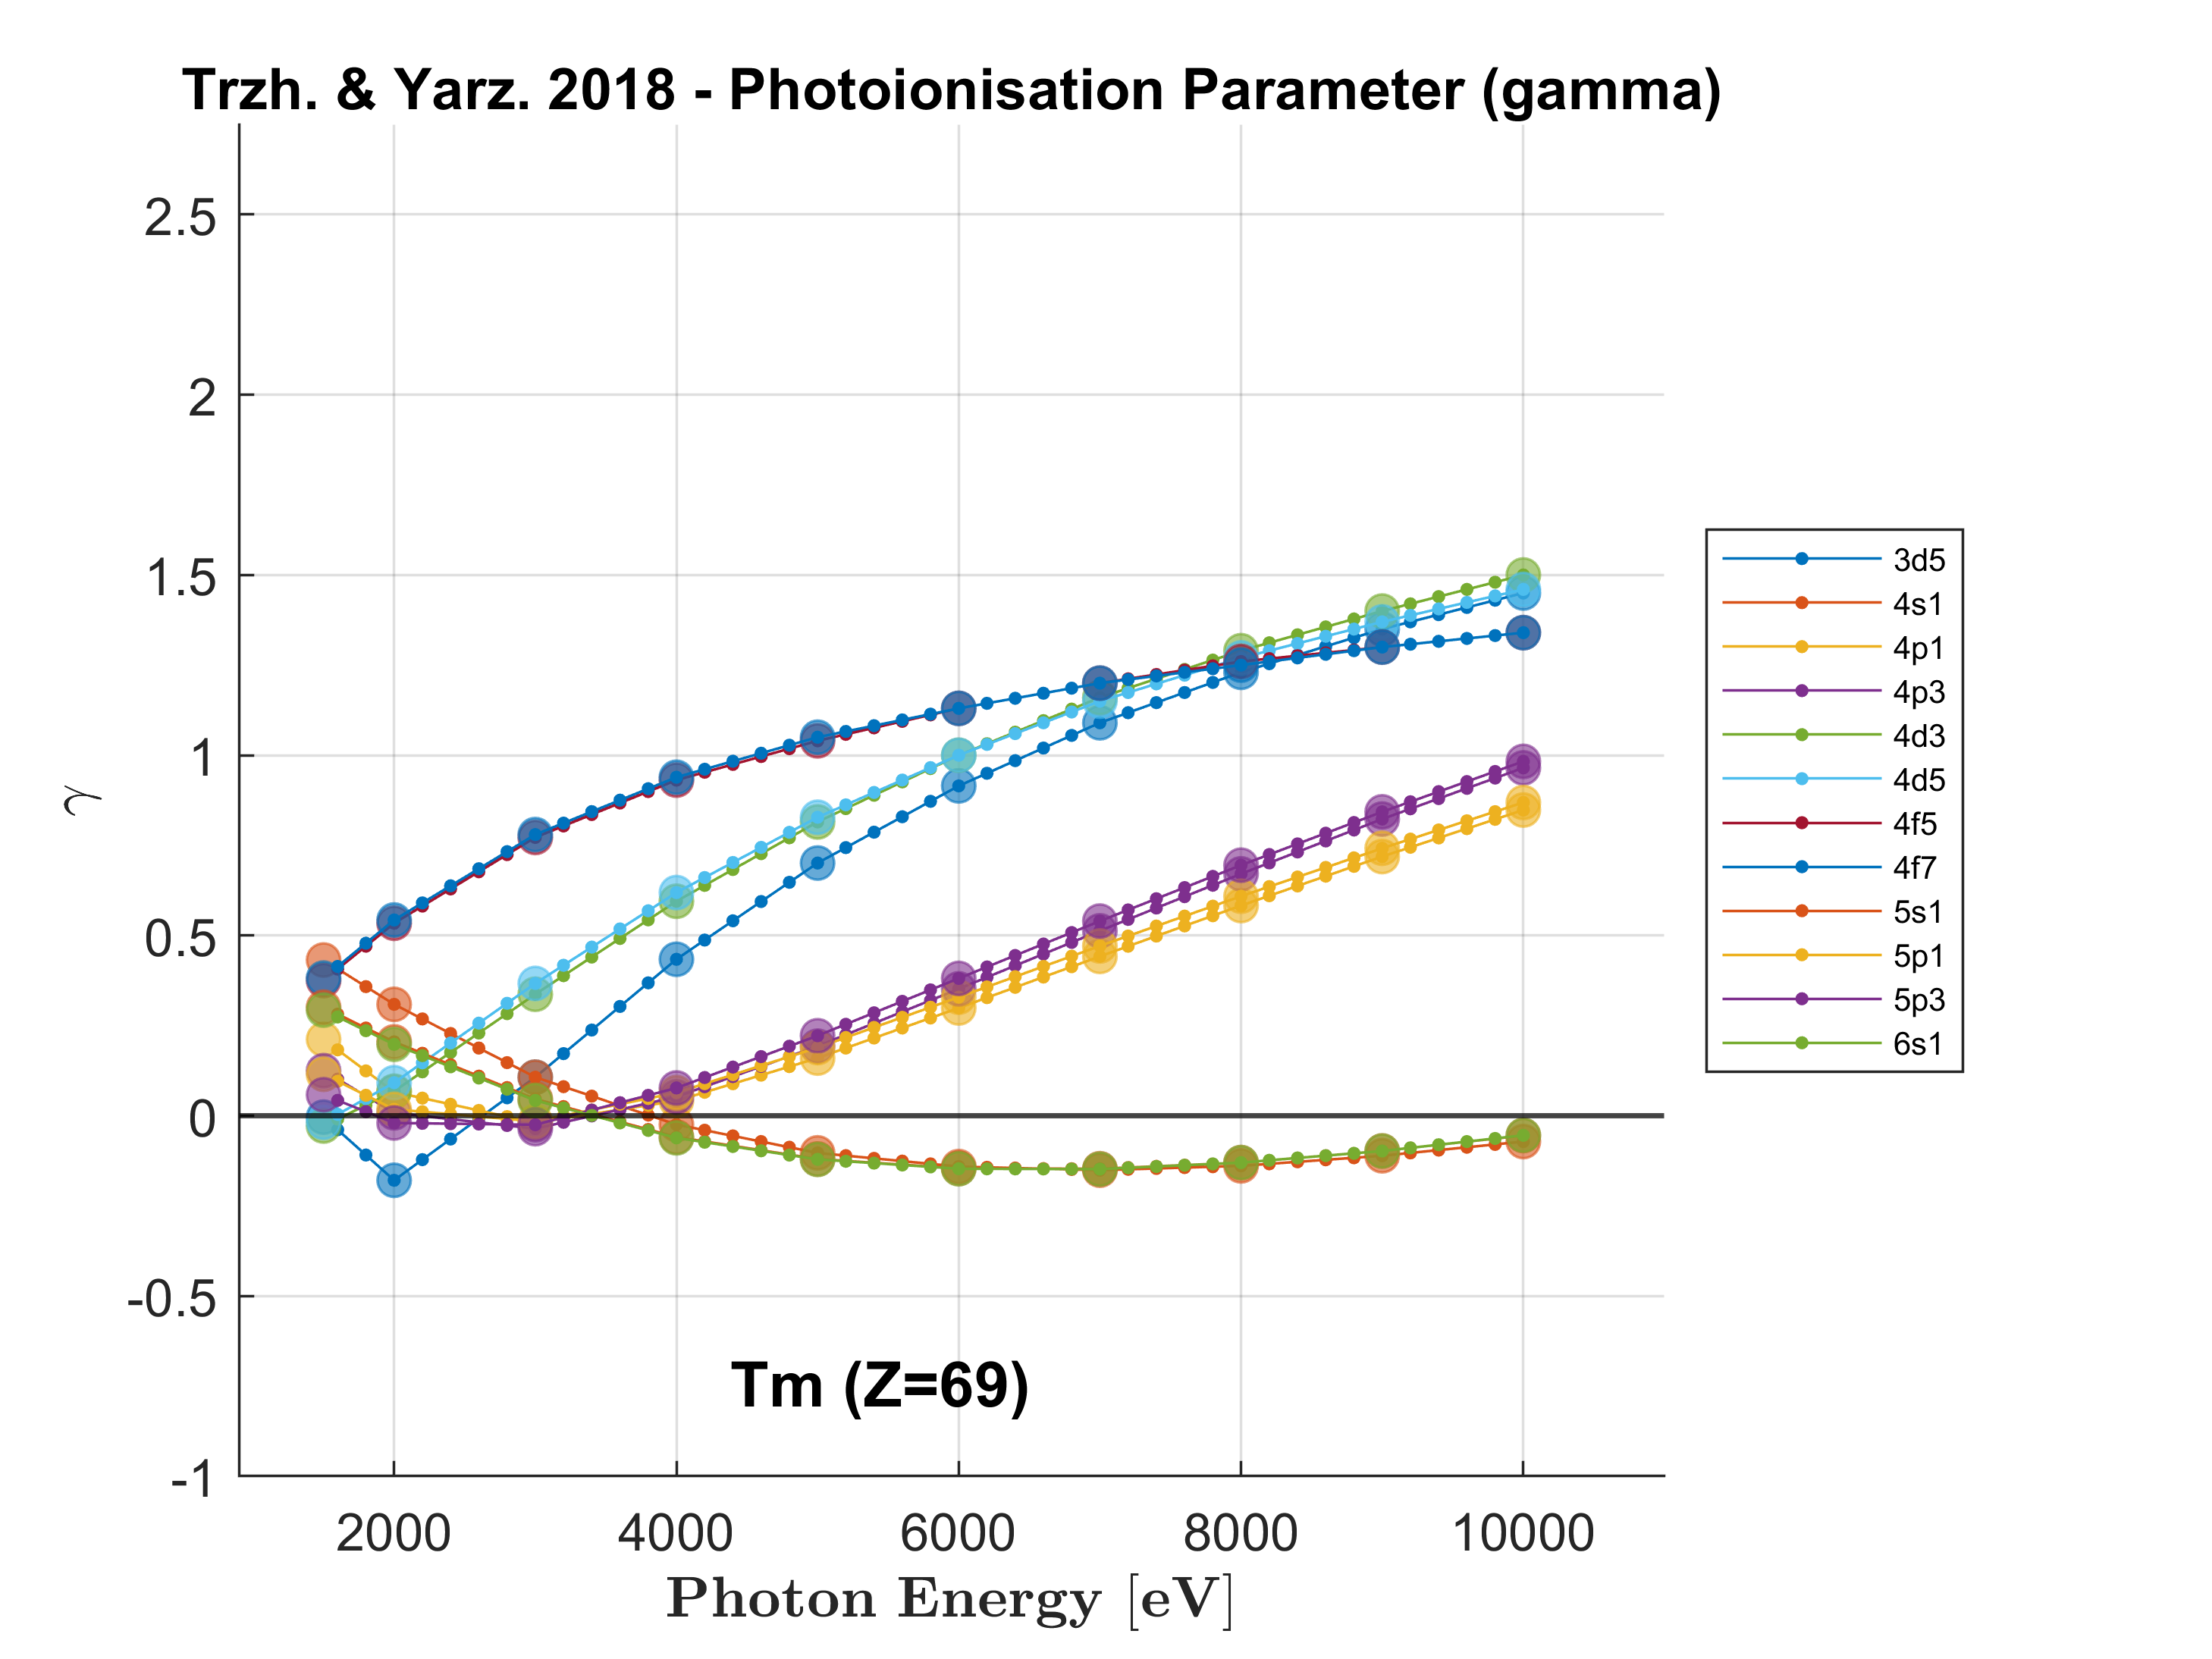 Trzh. & Yarz. 2018 - Photoionisation Parameter (gamma)
2.5
2
1.5
1
0.5
0
-0.5
-1
γ
3d5
4s1
4p1
4p3
4d3
4d5
4f5
4f7
5s1
5p1
5p3
6s1
Tm (Z=69)
2000 4000 6000 8000 10000
Photon Energy [eV]